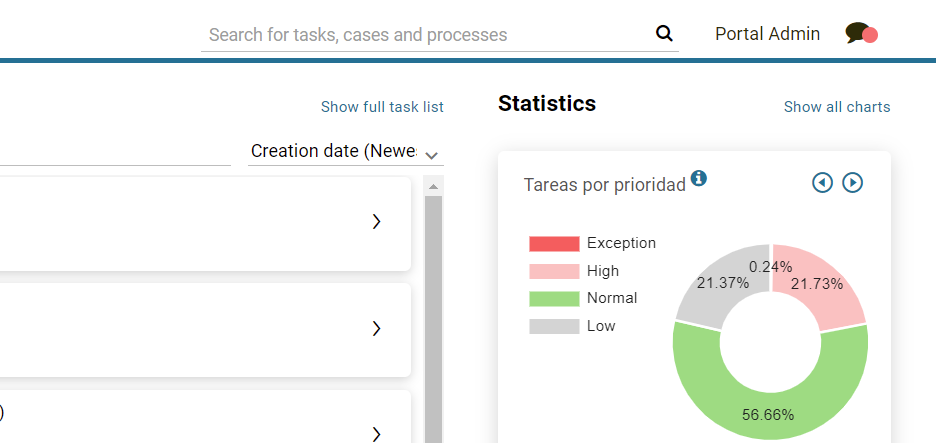 Search for tasks, cases and processes
Portal Admin
Show full task list
Statistics
Show all charts
Creation date (Newe
Tareas por prioridad
Exception
High
Normal
Low
0.24%
21.37%
21.73%
56.66%
)